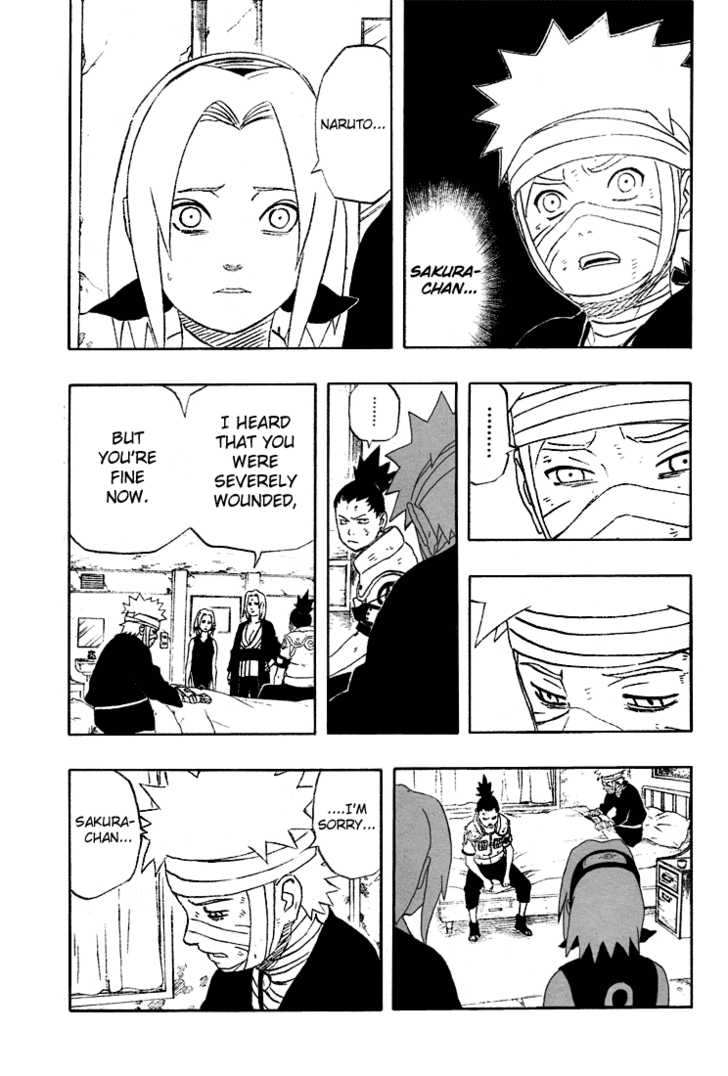 SAKURA-
CHAN...
NARUTO...
..........
........
I HEARD
THAT YOU
WERE
SEVERELY
WOUNDED,
BUT
YOU'RE
FINE
NOW.
....I'M
SORRY...
SAKURA-
CHAN...